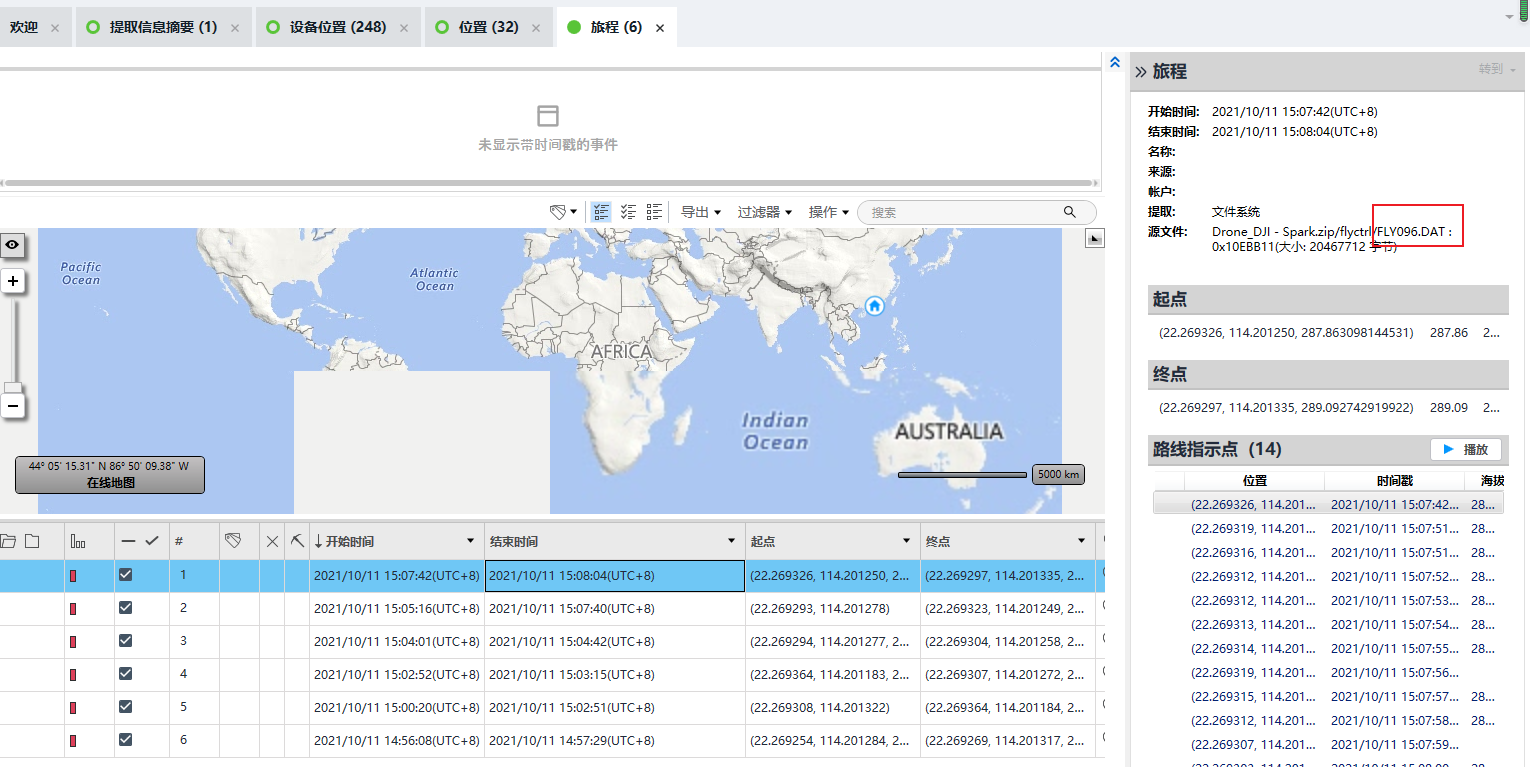 欢迎
提取信息摘要 (1)
设备位置 (248)
位置 (32)
旅程 (6)
未显示带时间戳的事件
导出
过滤器
操作
搜索
Pacific
Ocean
Atlantic
Ocean
AFRICA
Indian
Ocean
AUSTRALIA
44° 05' 15.31" N 86° 50' 09.38" W
在线地图
5000 km
# 开始时间 结束时间 起点 终点
1 2021/10/11 15:07:42(UTC+8) 2021/10/11 15:08:04(UTC+8) (22.269326, 114.201250, 2... (22.269297, 114.201335, 2...
2 2021/10/11 15:05:16(UTC+8) 2021/10/11 15:07:40(UTC+8) (22.269293, 114.201278) (22.269323, 114.201249, 2...
3 2021/10/11 15:04:01(UTC+8) 2021/10/11 15:04:42(UTC+8) (22.269294, 114.201277, 2... (22.269304, 114.201258, 2...
4 2021/10/11 15:02:52(UTC+8) 2021/10/11 15:03:15(UTC+8) (22.269364, 114.201183, 2... (22.269307, 114.201272, 2...
5 2021/10/11 15:00:20(UTC+8) 2021/10/11 15:02:51(UTC+8) (22.269308, 114.201322) (22.269364, 114.201184, 2...
6 2021/10/11 14:56:08(UTC+8) 2021/10/11 14:57:29(UTC+8) (22.269254, 114.201284, 2... (22.269269, 114.201317, 2...
旅程
转到
开始时间: 2021/10/11 15:07:42(UTC+8)
结束时间: 2021/10/11 15:08:04(UTC+8)
名称:
来源:
帐户:
提取: 文件系统
源文件: Drone_DJI - Spark.zip/flyctrl/FLY096.DAT :
0x10EBB11(大小: 20467712 字节)
起点
(22.269326, 114.201250, 287.863098144531) 287.86 2...
终点
(22.269297, 114.201335, 289.092742919922) 289.09 2...
路线指示点 (14) 播放
位置 时间戳 海拔
(22.269326, 114.201... 2021/10/11 15:07:42... 28...
(22.269319, 114.201... 2021/10/11 15:07:51... 28...
(22.269316, 114.201... 2021/10/11 15:07:51... 28...
(22.269312, 114.201... 2021/10/11 15:07:52... 28...
(22.269312, 114.201... 2021/10/11 15:07:53... 28...
(22.269313, 114.201... 2021/10/11 15:07:54... 28...
(22.269314, 114.201... 2021/10/11 15:07:55... 28...
(22.269319, 114.201... 2021/10/11 15:07:56...
(22.269315, 114.201... 2021/10/11 15:07:57... 28...
(22.269312, 114.201... 2021/10/11 15:07:58... 28...
(22.269307, 114.201... 2021/10/11 15:07:59...